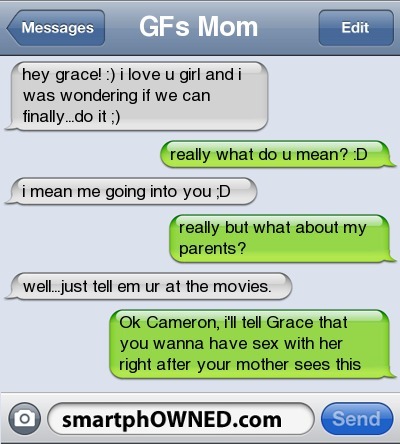 Messages
GFs Mom
Edit
hey grace! :) i love u girl and i
was wondering if we can
finally...do it ;)
really what do u mean? :D
i mean me going into you ;D
really but what about my
parents?
well...just tell em ur at the movies.
Ok Cameron, i'll tell Grace that
you wanna have sex with her
right after your mother sees this
smartphOWNED.com
Send